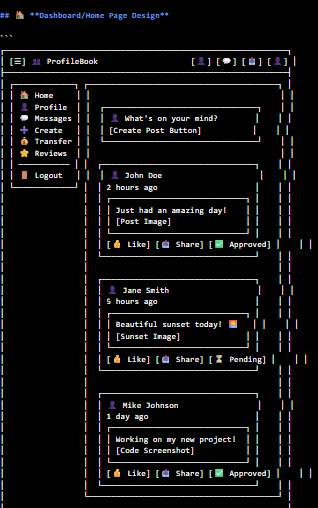 ## 🏠 **Dashboard/Home Page Design**
```
[☰] 👥 ProfileBook [👤] [💬] [📤] [👤]
🏠 Home
👤 Profile
💬 Messages
➕ Create
💰 Transfer
⭐ Reviews
🚪 Logout
👤 What's on your mind?
[Create Post Button]
👤 John Doe
2 hours ago
Just had an amazing day!
[Post Image]
[👍 Like] [📤 Share] [✅ Approved]
👤 Jane Smith
5 hours ago
Beautiful sunset today! 🌅
[Sunset Image]
[👍 Like] [📤 Share] [⏳ Pending]
👤 Mike Johnson
1 day ago
Working on my new project!
[Code Screenshot]
[👍 Like] [📤 Share] [✅ Approved]